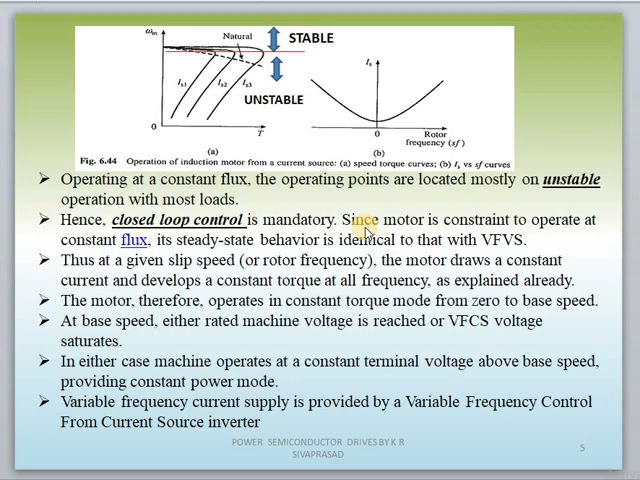 ωm
Natural
STABLE
Is
Is1
Is2
Is3
UNSTABLE
0
T
0
Rotor
frequency (sf)
(a)
(b)
Fig. 6.44 Operation of induction motor from a current source: (a) speed torque curves; (b) Is vs sf curves
➢ Operating at a constant flux, the operating points are located mostly on unstable
operation with most loads.
➢ Hence, closed loop control is mandatory. Since motor is constraint to operate at
constant flux, its steady-state behavior is identical to that with VFVS.
➢ Thus at a given slip speed (or rotor frequency), the motor draws a constant
current and develops a constant torque at all frequency, as explained already.
➢ The motor, therefore, operates in constant torque mode from zero to base speed.
➢ At base speed, either rated machine voltage is reached or VFCS voltage
saturates.
➢ In either case machine operates at a constant terminal voltage above base speed,
providing constant power mode.
➢ Variable frequency current supply is provided by a Variable Frequency Control
From Current Source inverter
POWER SEMICONDUCTOR DRIVES BY K R
SIVAPRASAD
5